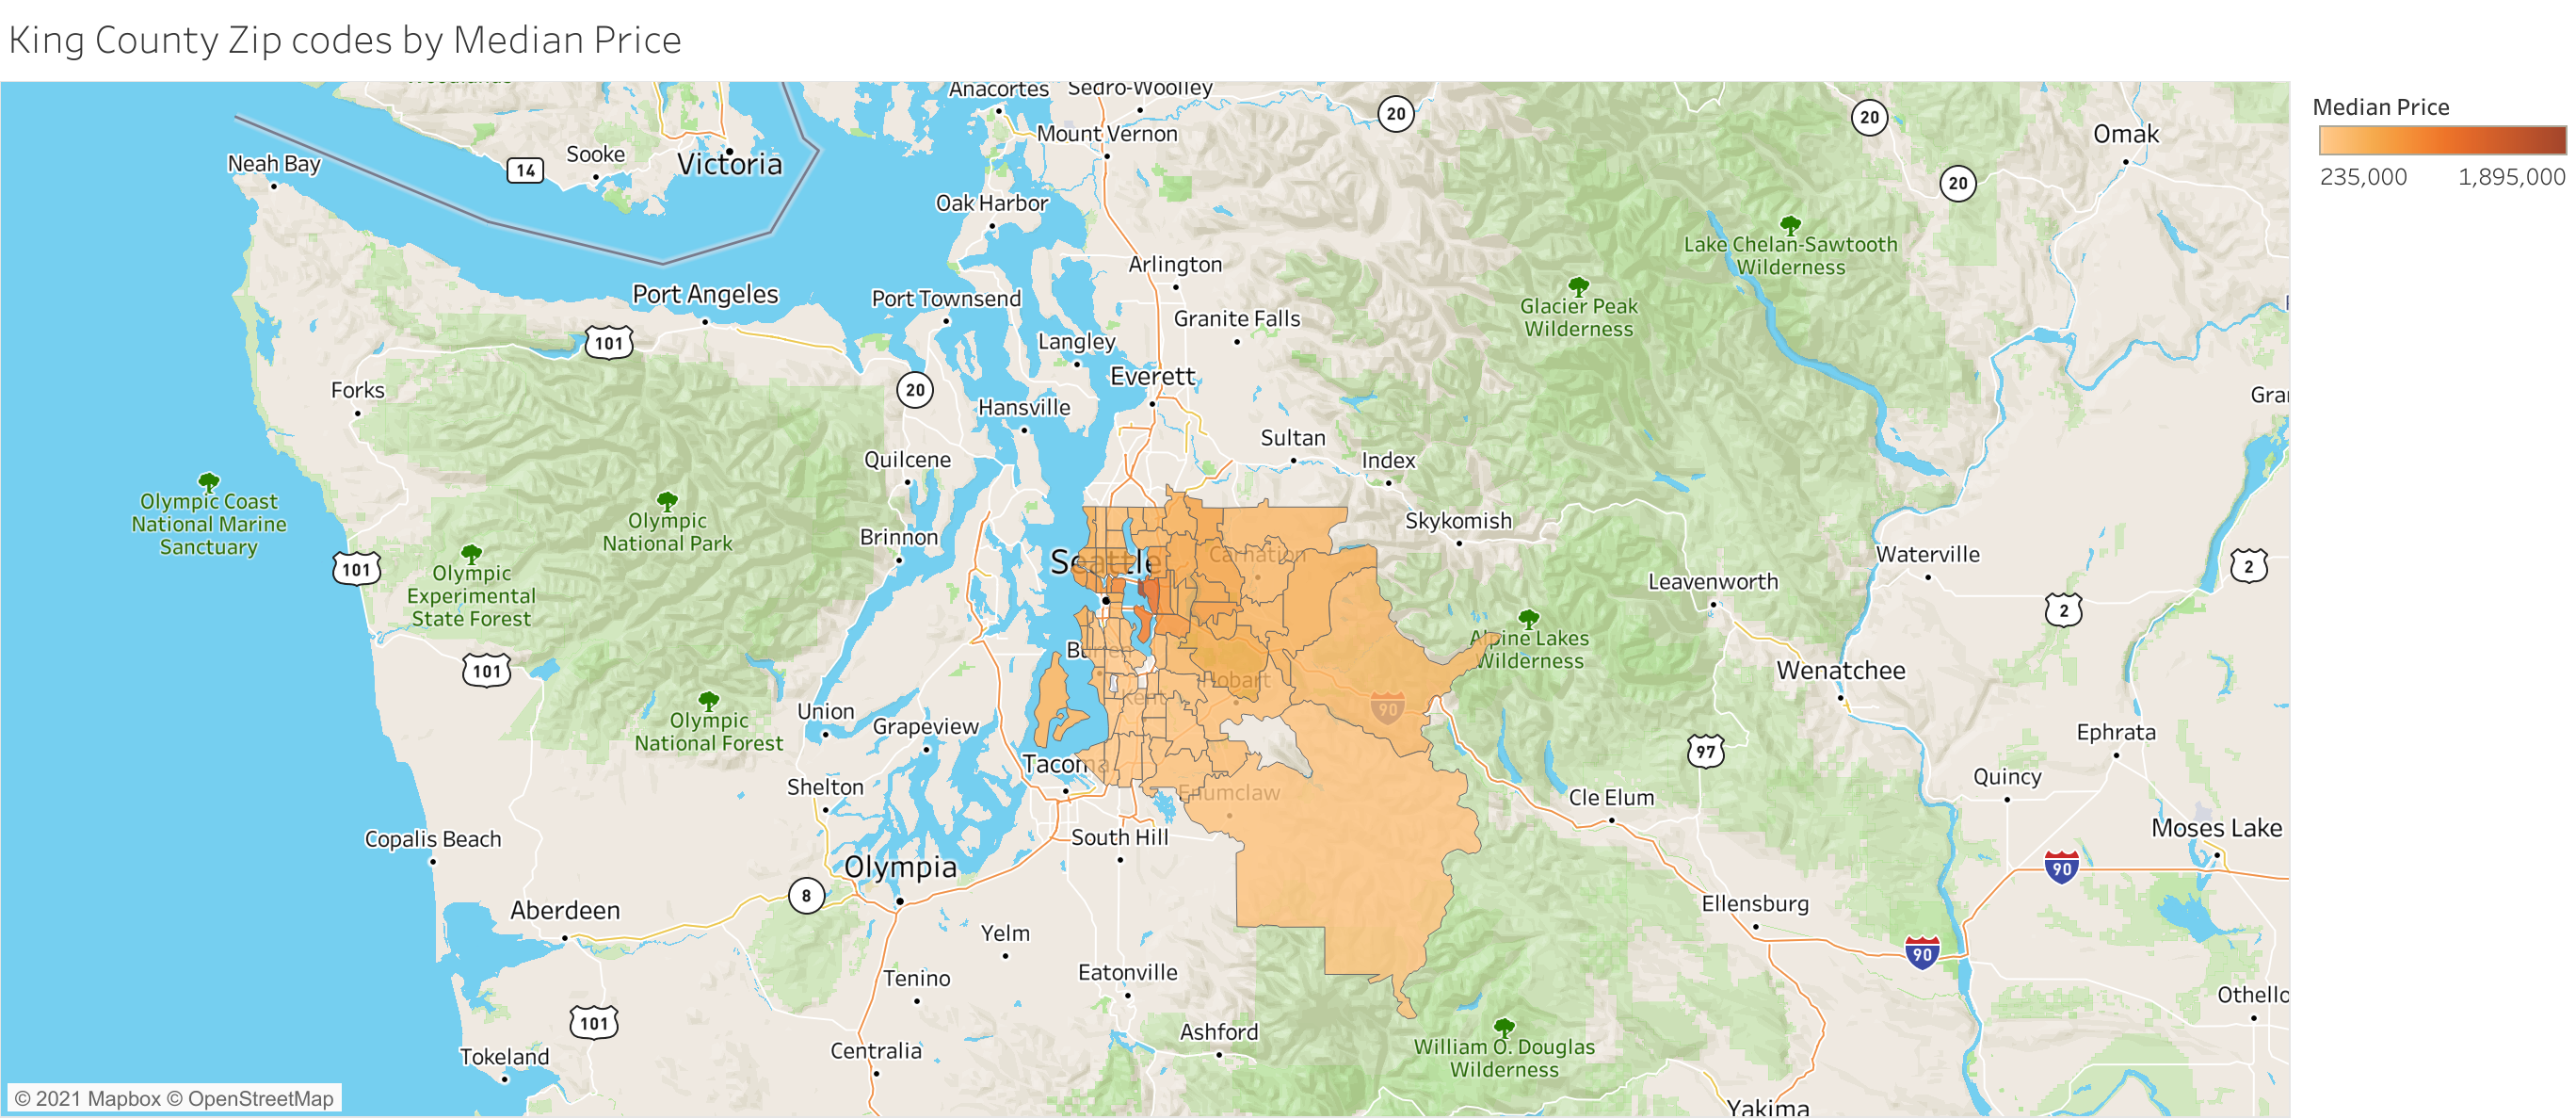 King County Zip codes by Median Price
Median Price
235,000
1,895,000
Anacortes
Sedro-Woolley
20
20
Omak
Mount Vernon
Neah Bay
14
Sooke
Victoria
20
Oak Harbor
Lake Chelan-Sawtooth
Wilderness
Arlington
Port Angeles
Port Townsend
Glacier Peak
Wilderness
Granite Falls
101
Langley
Everett
Forks
20
Hansville
Sultan
Quilcene
Index
Olympic Coast
National Marine
Sanctuary
Olympic
National Park
Skykomish
Brinnon
Seattle
Carnation
Waterville
2
101
Olympic
Experimental
State Forest
Leavenworth
2
Alpine Lakes
Wilderness
101
Burien
Wenatchee
Hobart
Kent
90
Union
Grapeview
Olympic
National Forest
97
Ephrata
Tacoma
Quincy
Shelton
Enumclaw
Cle Elum
Copalis Beach
South Hill
Moses Lake
Olympia
90
8
Aberdeen
Ellensburg
Yelm
90
Tenino
Eatonville
Othello
101
Ashford
Tokeland
Centralia
William O. Douglas
Wilderness
Yakima
© 2021 Mapbox © OpenStreetMap